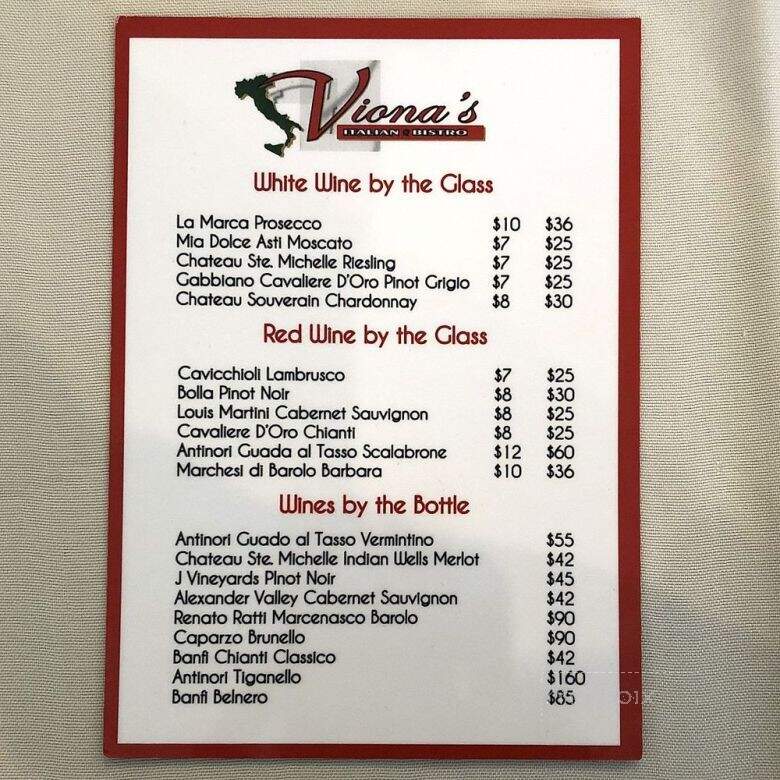 Viona's
ITALIAN BISTRO
White Wine by the Glass
La Marca Prosecco $10 $36
Mia Dolce Asti Moscato $7 $25
Chateau Ste. Michelle Riesling $7 $25
Gabbiano Cavaliere D'Oro Pinot Grigio $7 $25
Chateau Souverain Chardonnay $8 $30
Red Wine by the Glass
Cavicchioli Lambrusco $7 $25
Bolla Pinot Noir $8 $30
Louis Martini Cabernet Sauvignon $8 $25
Cavaliere D'Oro Chianti $8 $25
Antinori Guada al Tasso Scalabrone $12 $60
Marchesi di Barolo Barbara $10 $36
Wines by the Bottle
Antinori Guado al Tasso Vermintino $55
Chateau Ste. Michelle Indian Wells Merlot $42
J Vineyards Pinot Noir $45
Alexander Valley Cabernet Sauvignon $42
Renato Ratti Marcenasco Barolo $90
Caparzo Brunello $90
Banfi Chianti Classico $42
Antinori Tiganello $160
Banfi Belnero $85